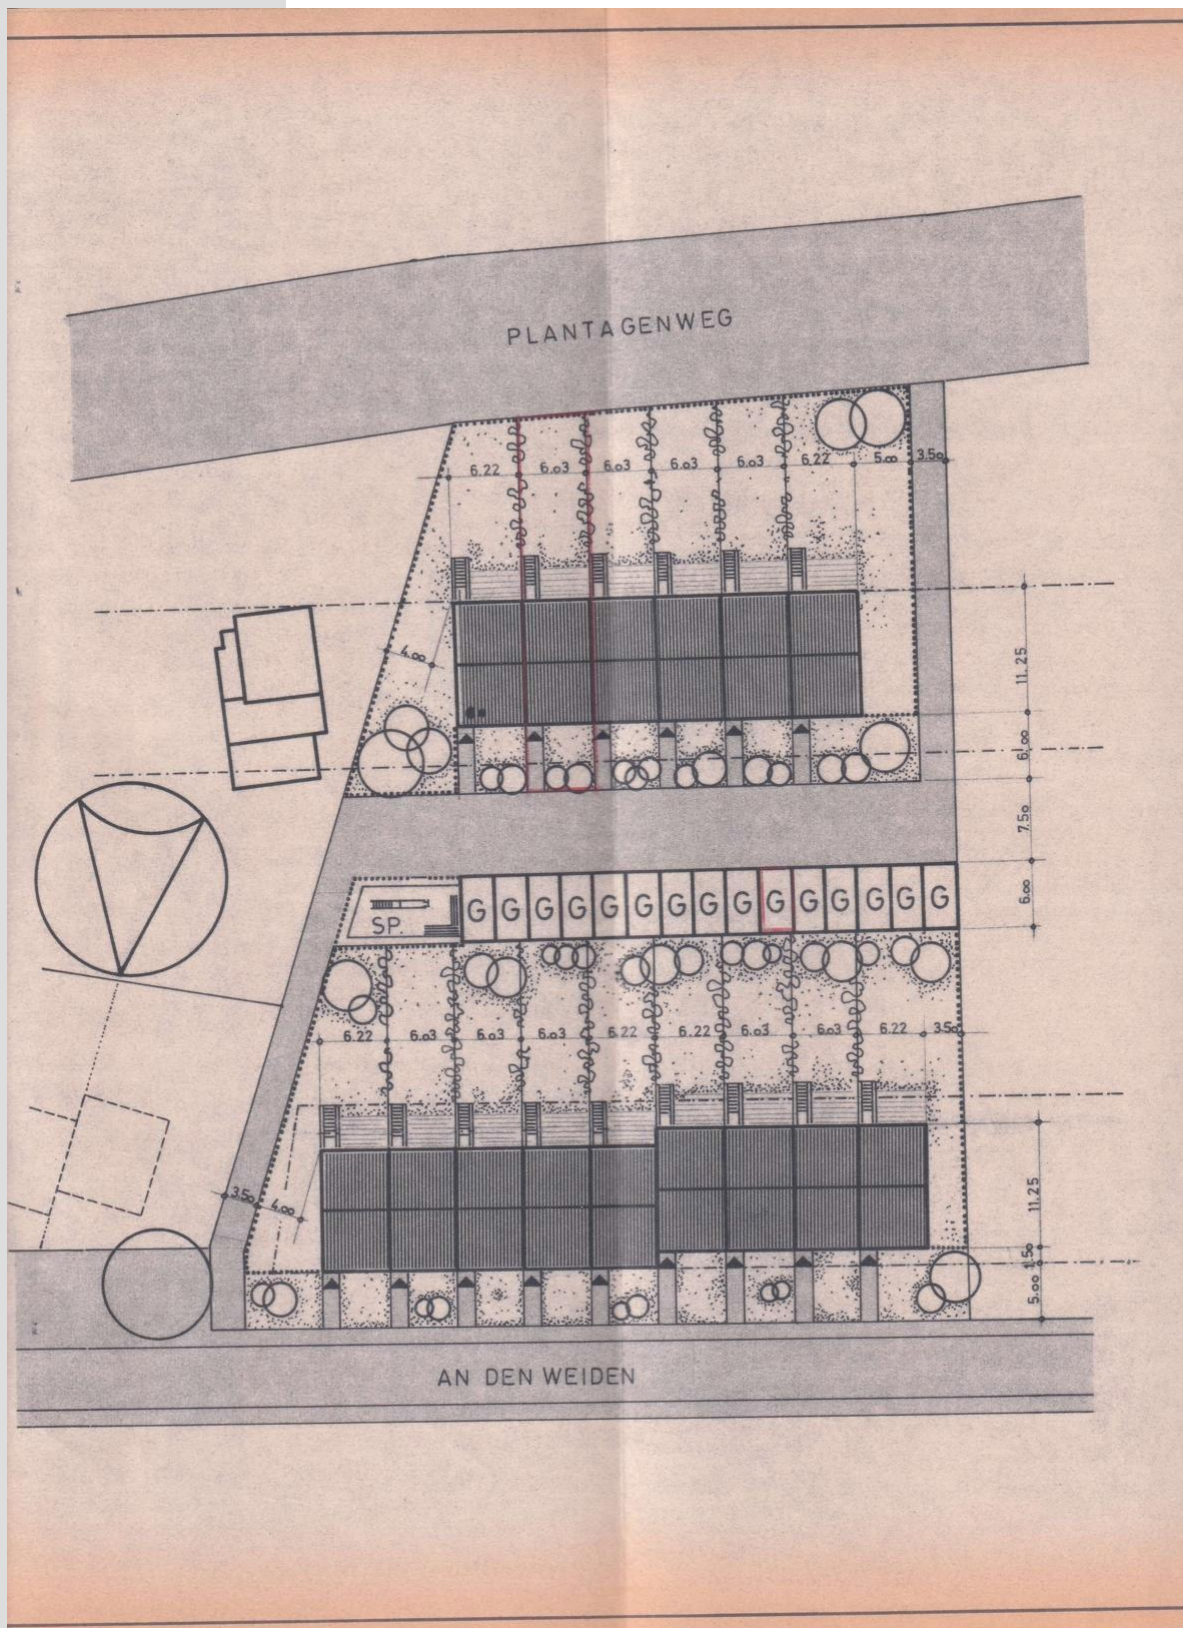 PLANTAGENWEG
6.22 6.03 6.03 6.03 6.03 6.22 5.00 3.50
4.00
11.25
6.00
7.50
6.00
SP.
G G G G G G G G G G G G G G G
6.22 6.03 6.03 6.03 6.22 6.22 6.03 6.03 6.22 3.50
3.50 4.00
11.25
1.50
5.00
AN DEN WEIDEN